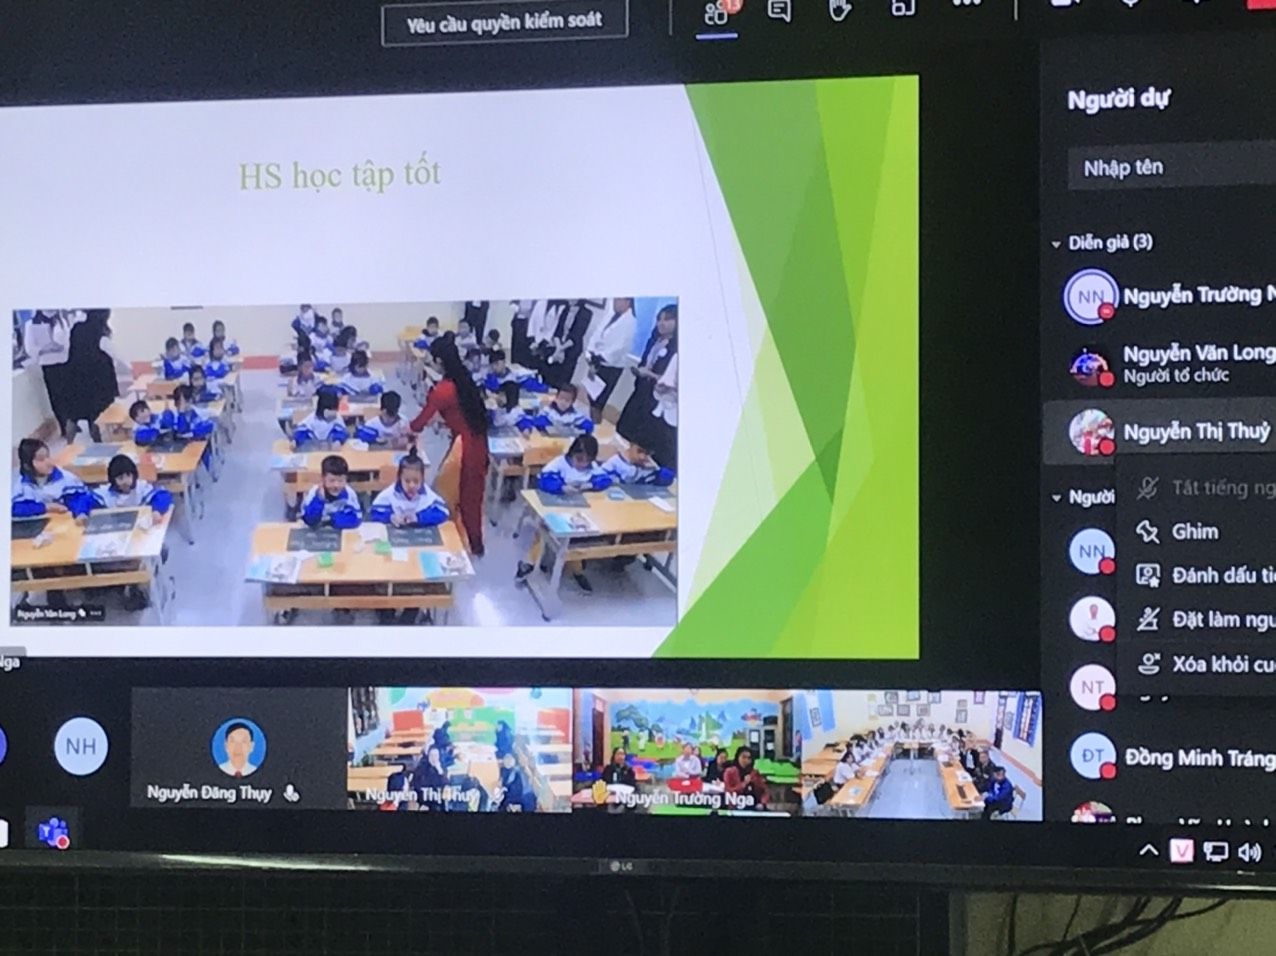 Yêu cầu quyền kiểm soát
13
HS học tập tốt
Nguyễn Văn Long
Nga
NH
Nguyễn Đăng Thụy
Nguyễn Thị Thuỷ
Nguyễn Trường Nga
Người dự
Nhập tên
Diễn giả (3)
NN
Nguyễn Trường N
Nguyễn Văn Long
Người tổ chức
Nguyễn Thị Thuỷ
Người
Tắt tiếng ng
Ghim
NN
Đánh dấu ti
Đặt làm ngu
Xóa khỏi cu
NT
ĐT
Đồng Minh Tráng
V
LG